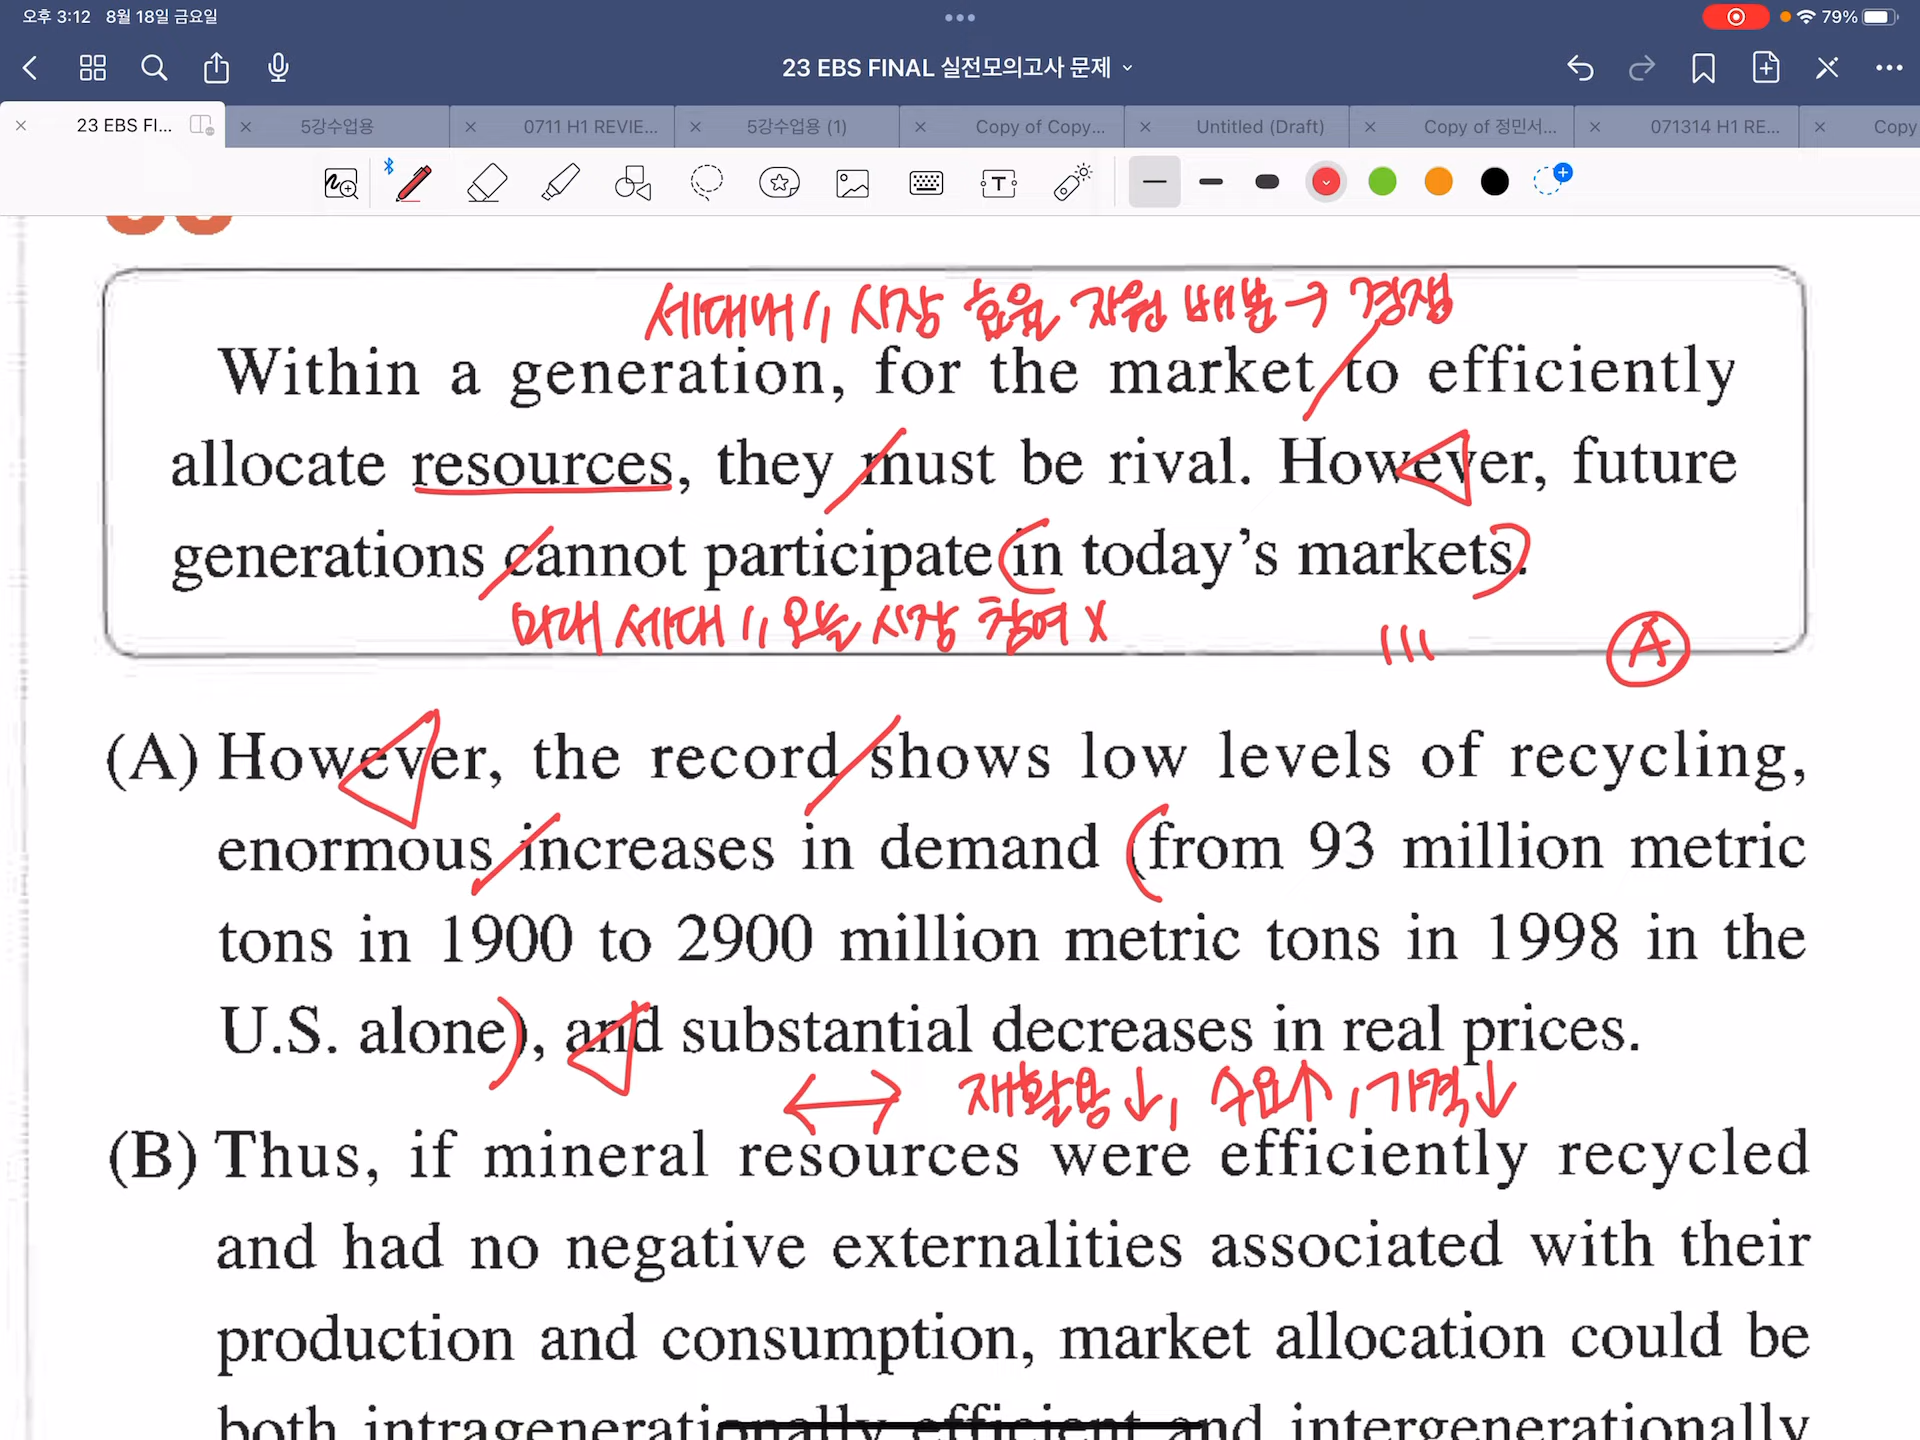 오후 3:12 8월 18일 금요일
79%
23 EBS FINAL 실전모의고사 문제
23 EBS FI...
5강수업용
0711 H1 REVIE...
5강수업용 (1)
Copy of Copy...
Untitled (Draft)
Copy of 정민서...
071314 H1 RE...
Copy
세대내 시장 효율 자원 배분 → 경쟁
Within a generation, for the market to efficiently
allocate resources, they must be rival. However, future
generations cannot participate in today's markets.
미래 세대 오늘 시장 참여 X
A
(A) However, the record shows low levels of recycling,
enormous increases in demand (from 93 million metric
tons in 1900 to 2900 million metric tons in 1998 in the
U.S. alone), and substantial decreases in real prices.
↔ 재활용↓, 수요↑, 가격↓
(B) Thus, if mineral resources were efficiently recycled
and had no negative externalities associated with their
production and consumption, market allocation could be
both intragenerationally efficient and intergenerationally